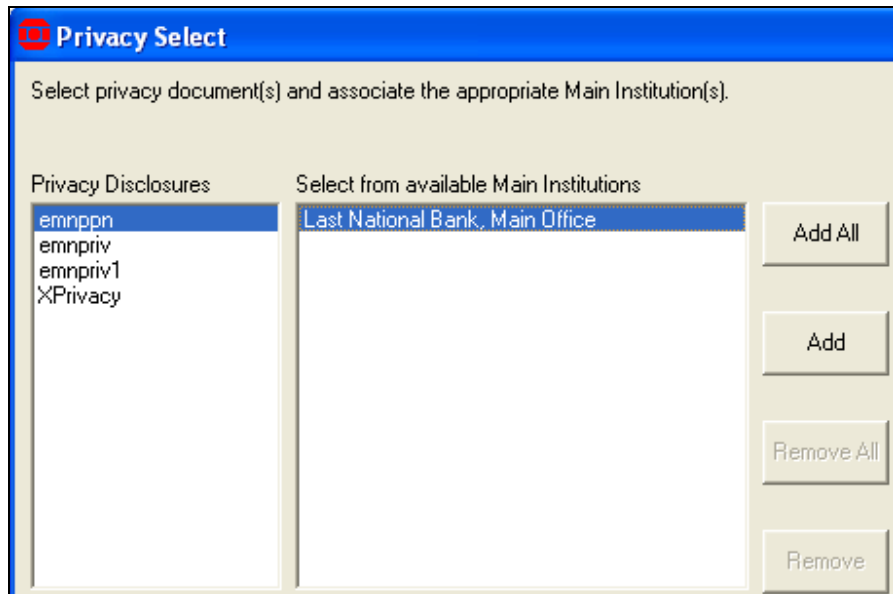 Privacy Select
Select privacy document(s) and associate the appropriate Main Institution(s).
Privacy Disclosures
Select from available Main Institutions
emnppn
emnpriv
emnpriv1
XPrivacy
Last National Bank, Main Office
Add All
Add
Remove All
Remove